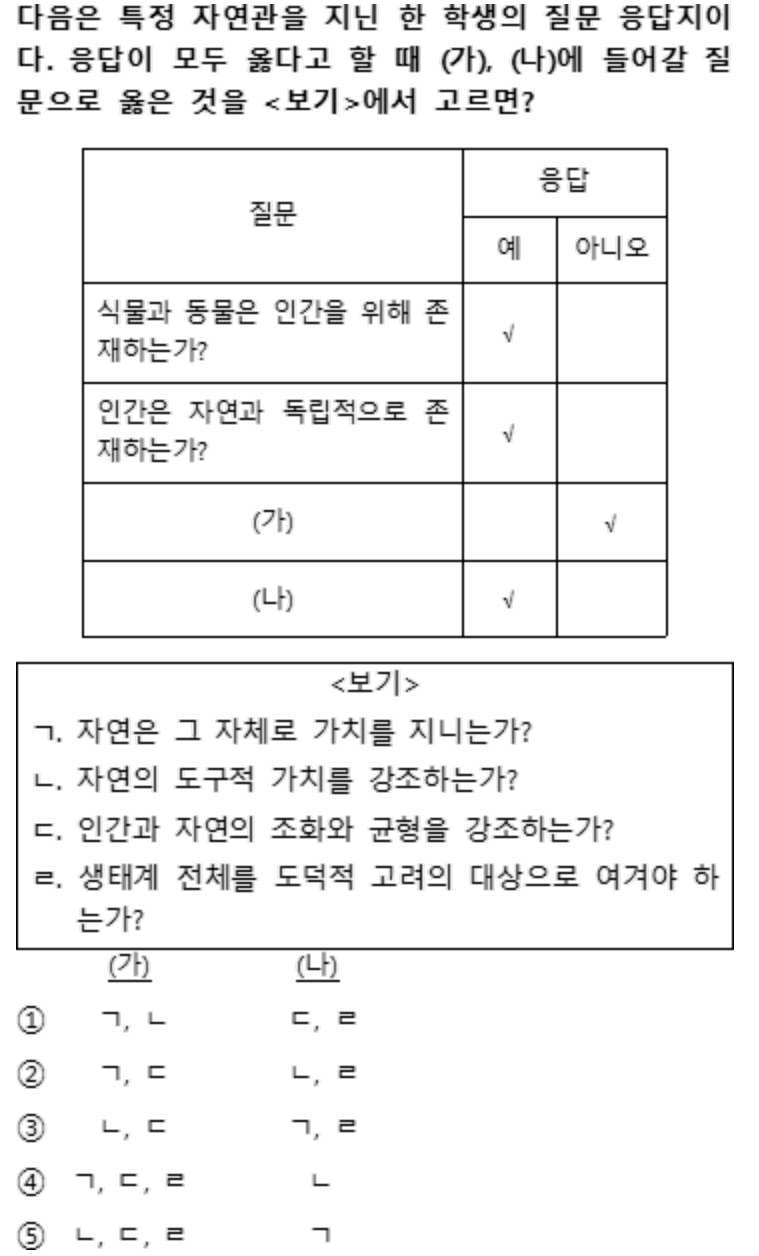 다음은 특정 자연관을 지닌 한 학생의 질문 응답지이
다. 응답이 모두 옳다고 할 때 (가), (나)에 들어갈 질
문으로 옳은 것을 <보기>에서 고르면?
질문
응답
예 아니오
식물과 동물은 인간을 위해 존
재하는가?
√
인간은 자연과 독립적으로 존
재하는가?
√
(가) √
(나) √
<보기>
ㄱ. 자연은 그 자체로 가치를 지니는가?
ㄴ. 자연의 도구적 가치를 강조하는가?
ㄷ. 인간과 자연의 조화와 균형을 강조하는가?
ㄹ. 생태계 전체를 도덕적 고려의 대상으로 여겨야 하
는가?
(가) (나)
① ㄱ, ㄴ ㄷ, ㄹ
② ㄱ, ㄷ ㄴ, ㄹ
③ ㄴ, ㄷ ㄱ, ㄹ
④ ㄱ, ㄷ, ㄹ ㄴ
⑤ ㄴ, ㄷ, ㄹ ㄱ